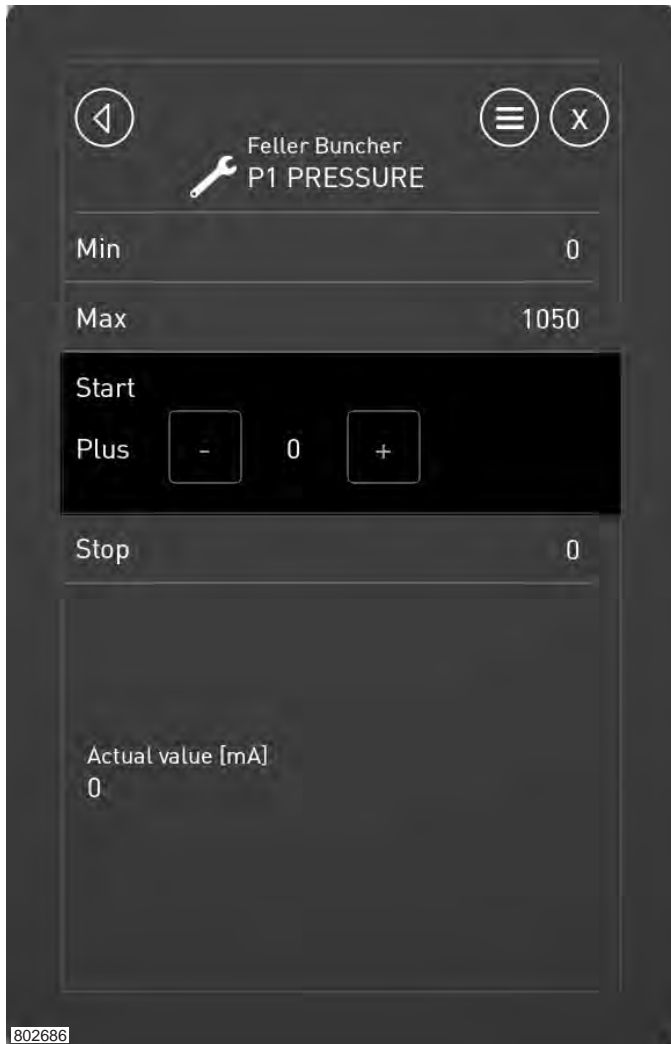 Feller Buncher
P1 PRESSURE
X
Min 0
Max 1050
Start
Plus - 0 +
Stop 0
Actual value [mA]
0
802686